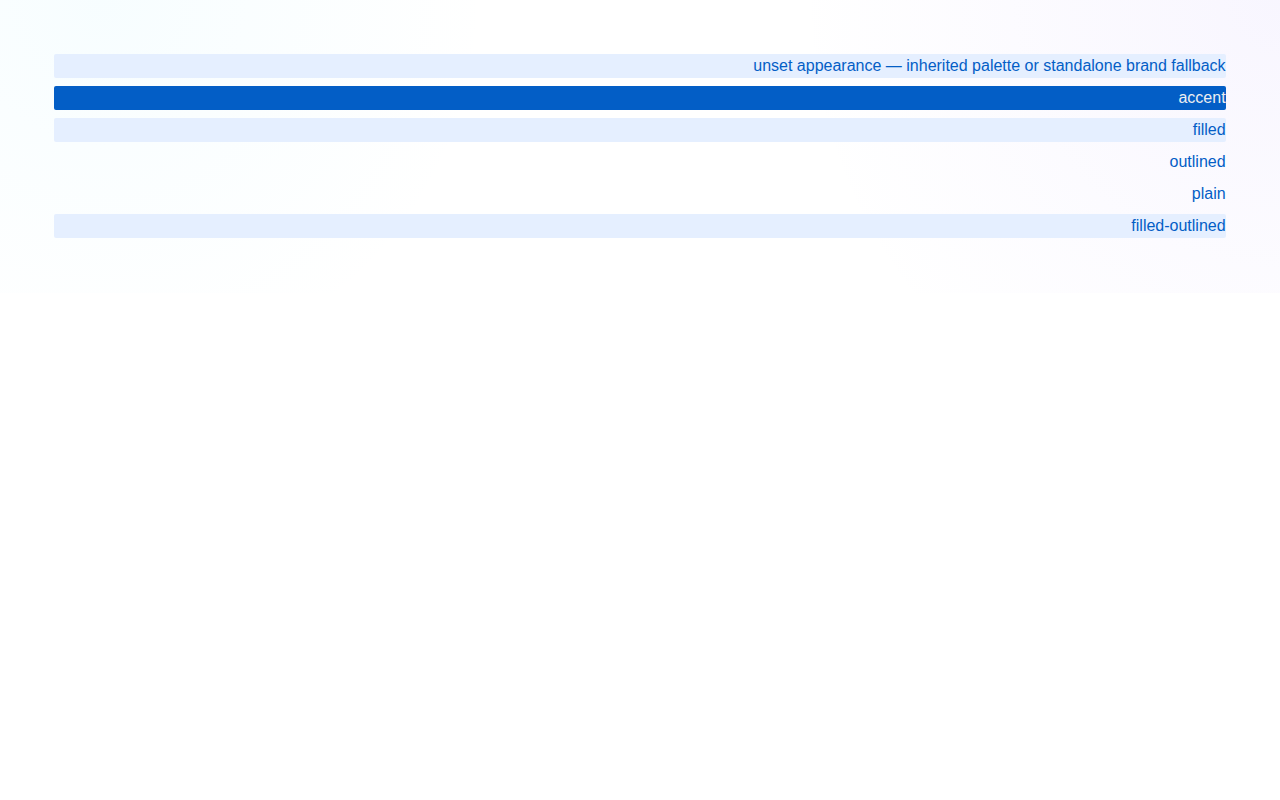 unset appearance — inherited palette or standalone brand fallback
accent
filled
outlined
plain
filled-outlined